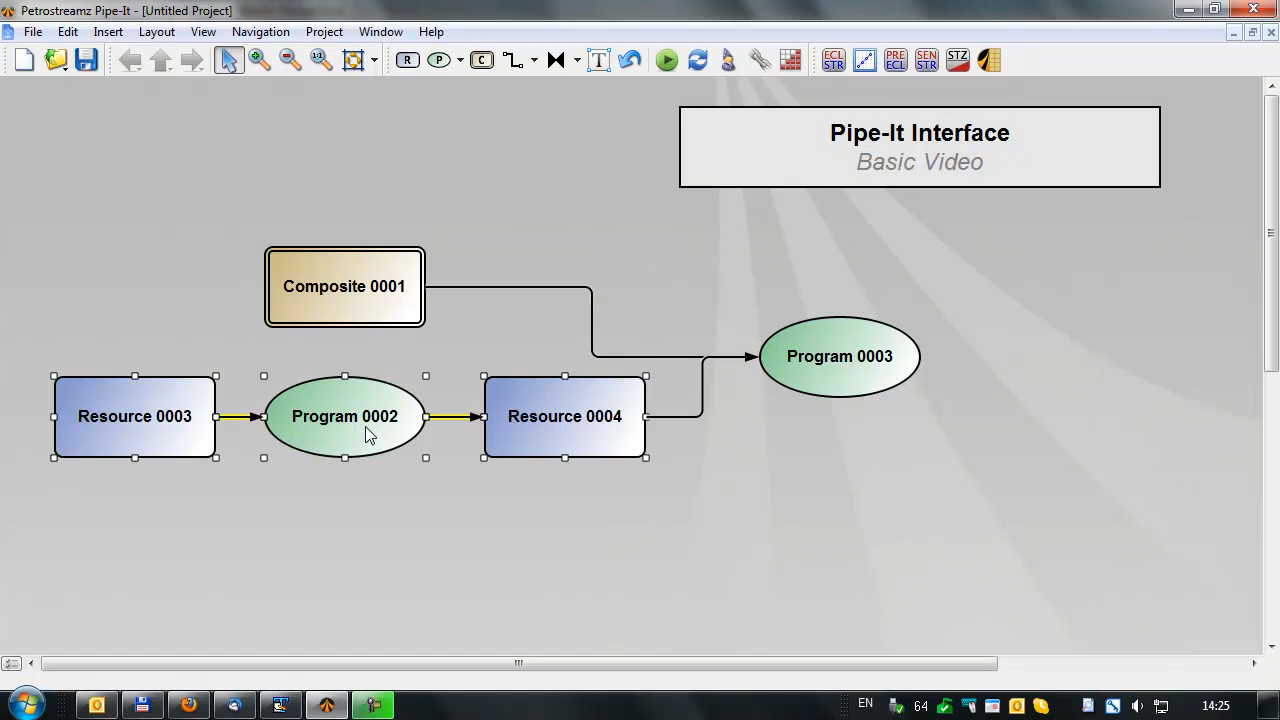 Petrostreamz Pipe-It - [Untitled Project]
File Edit Insert Layout View Navigation Project Window Help
1:1 R P C T ECL STR PRE ECL SEN STR STZ
Pipe-It Interface
Basic Video
Composite 0001
Program 0003
Resource 0003 Program 0002 Resource 0004
EN 64 14:25